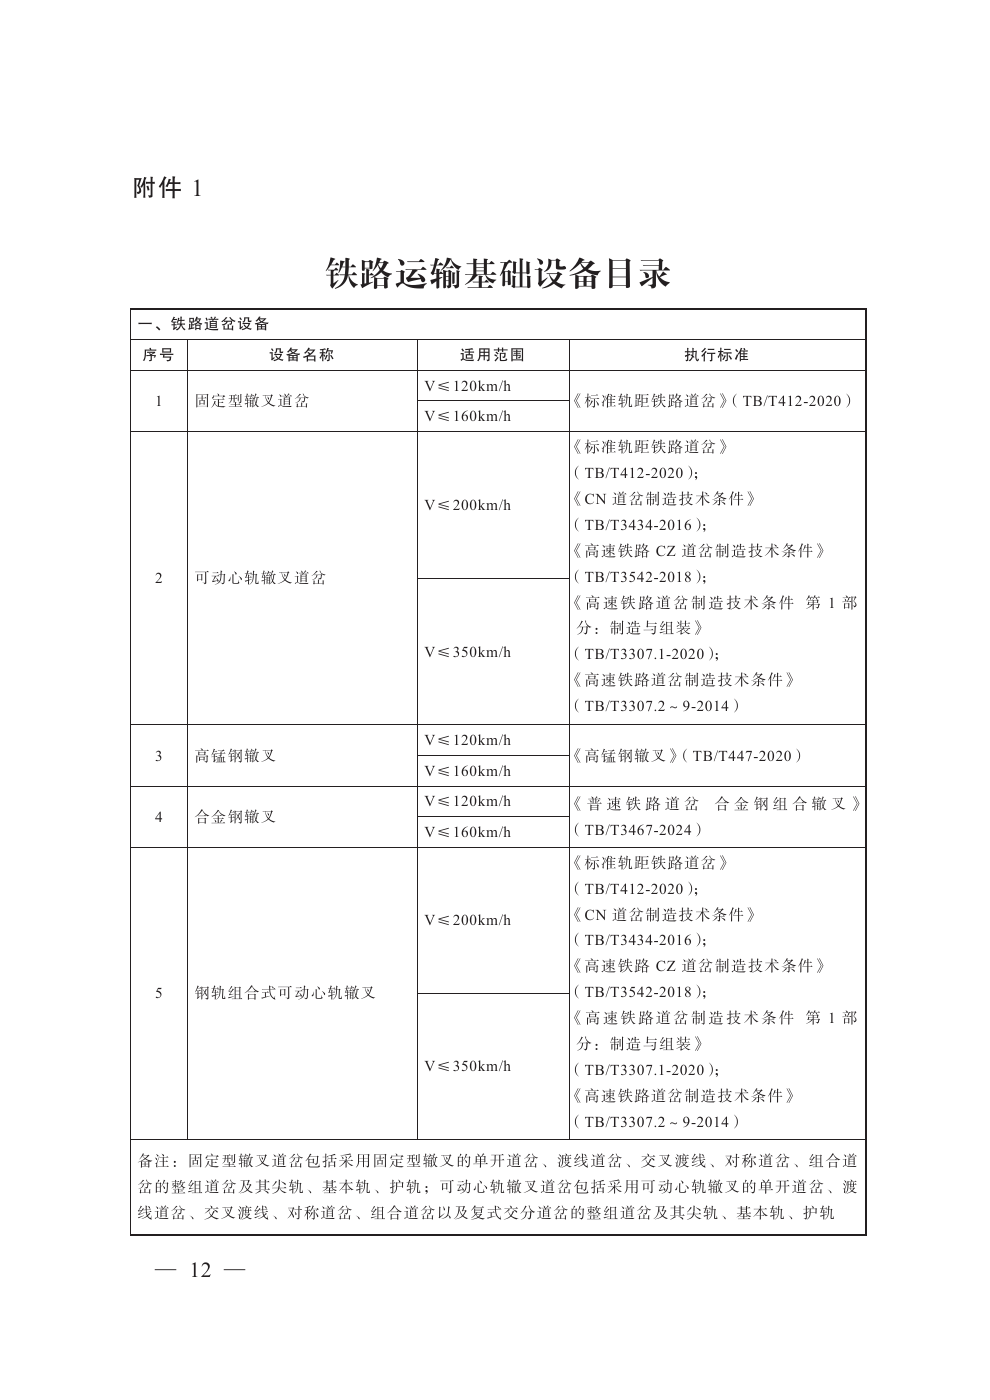 附件 1
铁路运输基础设备目录
一、铁路道岔设备
序号 设备名称 适用范围 执行标准
1 固定型辙叉道岔 V≤120km/h 《标准轨距铁路道岔》（TB/T412-2020）
V≤160km/h
2 可动心轨辙叉道岔 V≤200km/h
V≤350km/h
《标准轨距铁路道岔》
（TB/T412-2020）；
《CN 道岔制造技术条件》
（TB/T3434-2016）；
《高速铁路 CZ 道岔制造技术条件》
（TB/T3542-2018）；
《高速铁路道岔制造技术条件 第 1 部
分：制造与组装》
（TB/T3307.1-2020）；
《高速铁路道岔制造技术条件》
（TB/T3307.2～9-2014）
3 高锰钢辙叉 V≤120km/h 《高锰钢辙叉》（TB/T447-2020）
V≤160km/h
4 合金钢辙叉 V≤120km/h 《普速铁路道岔 合金钢组合辙叉》
V≤160km/h （TB/T3467-2024）
5 钢轨组合式可动心轨辙叉 V≤200km/h
V≤350km/h
《标准轨距铁路道岔》
（TB/T412-2020）；
《CN 道岔制造技术条件》
（TB/T3434-2016）；
《高速铁路 CZ 道岔制造技术条件》
（TB/T3542-2018）；
《高速铁路道岔制造技术条件 第 1 部
分：制造与组装》
（TB/T3307.1-2020）；
《高速铁路道岔制造技术条件》
（TB/T3307.2～9-2014）
备注：固定型辙叉道岔包括采用固定型辙叉的单开道岔、渡线道岔、交叉渡线、对称道岔、组合道
岔的整组道岔及其尖轨、基本轨、护轨；可动心轨辙叉道岔包括采用可动心轨辙叉的单开道岔、渡
线道岔、交叉渡线、对称道岔、组合道岔以及复式交分道岔的整组道岔及其尖轨、基本轨、护轨
— 12 —